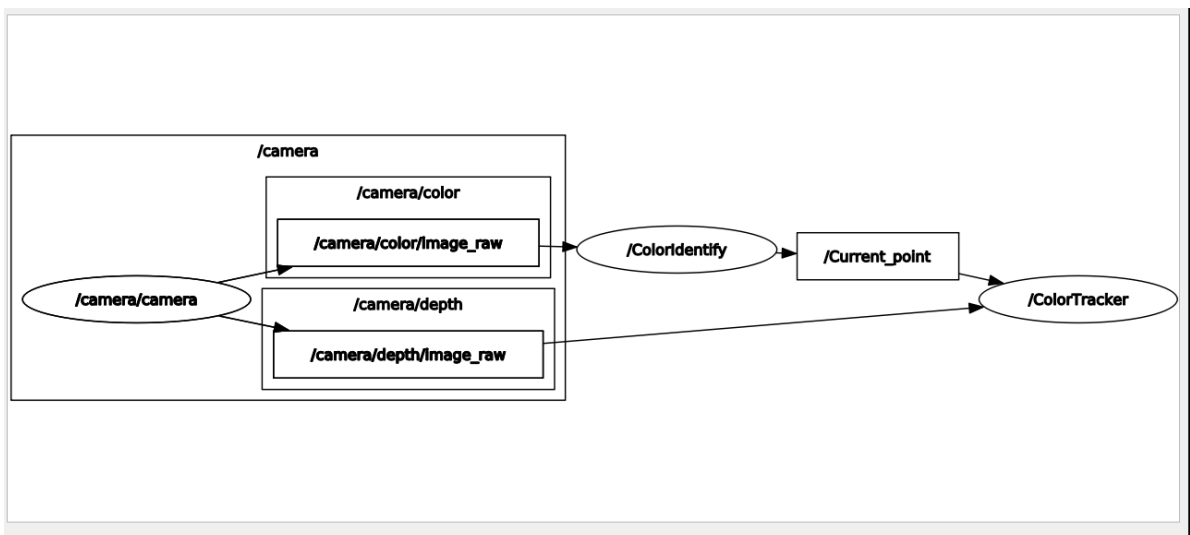 /camera
/camera/color
/camera/color/image_raw
/ColorIdentify
/Current_point
/camera/camera
/camera/depth
/ColorTracker
/camera/depth/image_raw